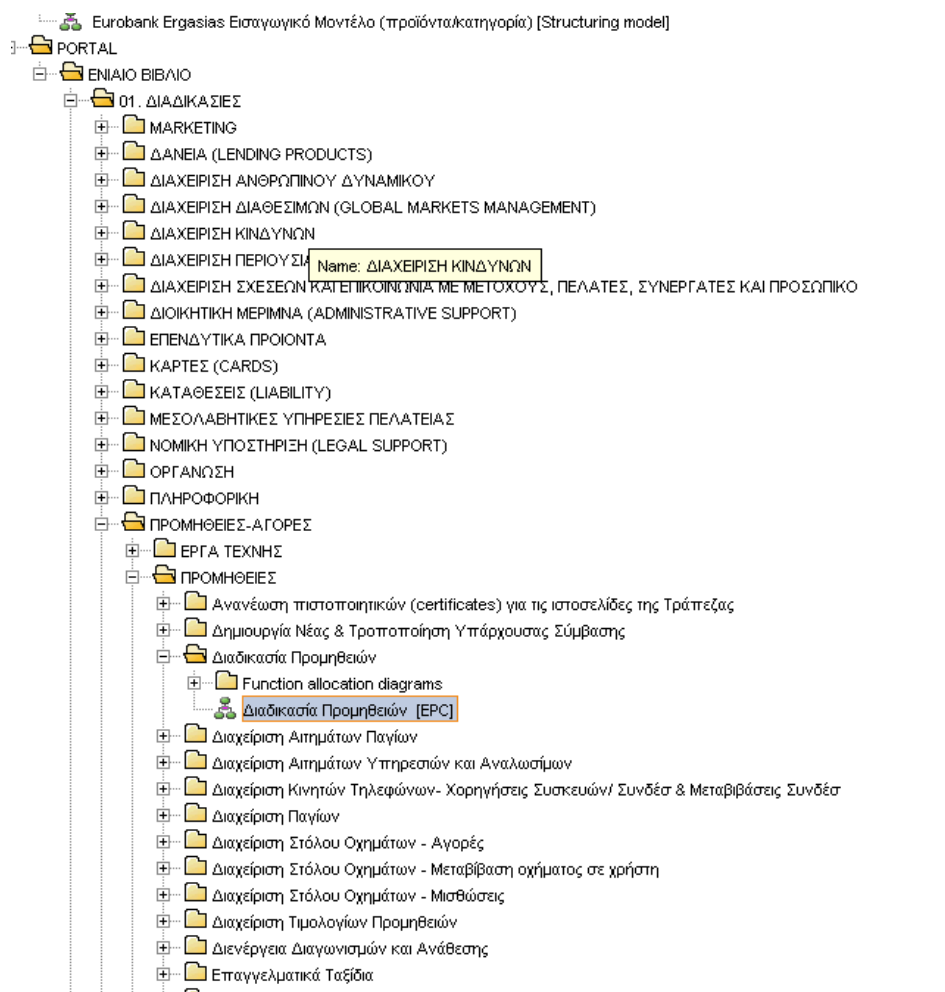 Eurobank Ergasias Εισαγωγικό Μοντέλο (προϊόντα/κατηγορία) [Structuring model]
PORTAL
ΕΝΙΑΙΟ ΒΙΒΛΙΟ
01. ΔΙΑΔΙΚΑΣΙΕΣ
MARKETING
ΔΑΝΕΙΑ (LENDING PRODUCTS)
ΔΙΑΧΕΙΡΙΣΗ ΑΝΘΡΩΠΙΝΟΥ ΔΥΝΑΜΙΚΟΥ
ΔΙΑΧΕΙΡΙΣΗ ΔΙΑΘΕΣΙΜΩΝ (GLOBAL MARKETS MANAGEMENT)
ΔΙΑΧΕΙΡΙΣΗ ΚΙΝΔΥΝΩΝ
ΔΙΑΧΕΙΡΙΣΗ ΠΕΡΙΟΥΣΙΑ
Name: ΔΙΑΧΕΙΡΙΣΗ ΚΙΝΔΥΝΩΝ
ΔΙΑΧΕΙΡΙΣΗ ΣΧΕΣΕΩΝ ΚΑΙ ΕΠΙΚΟΙΝΩΝΙΑ ΜΕ ΜΕΤΟΧΟΥΣ, ΠΕΛΑΤΕΣ, ΣΥΝΕΡΓΑΤΕΣ ΚΑΙ ΠΡΟΣΩΠΙΚΟ
ΔΙΟΙΚΗΤΙΚΗ ΜΕΡΙΜΝΑ (ADMINISTRATIVE SUPPORT)
ΕΠΕΝΔΥΤΙΚΑ ΠΡΟΙΟΝΤΑ
ΚΑΡΤΕΣ (CARDS)
ΚΑΤΑΘΕΣΕΙΣ (LIABILITY)
ΜΕΣΟΛΑΒΗΤΙΚΕΣ ΥΠΗΡΕΣΙΕΣ ΠΕΛΑΤΕΙΑΣ
ΝΟΜΙΚΗ ΥΠΟΣΤΗΡΙΞΗ (LEGAL SUPPORT)
ΟΡΓΑΝΩΣΗ
ΠΛΗΡΟΦΟΡΙΚΗ
ΠΡΟΜΗΘΕΙΕΣ-ΑΓΟΡΕΣ
ΕΡΓΑ ΤΕΧΝΗΣ
ΠΡΟΜΗΘΕΙΕΣ
Ανανέωση πιστοποιητικών (certificates) για τις ιστοσελίδες της Τράπεζας
Δημιουργία Νέας & Τροποποίηση Υπάρχουσας Σύμβασης
Διαδικασία Προμηθειών
Function allocation diagrams
Διαδικασία Προμηθειών [EPC]
Διαχείριση Αιτημάτων Παγίων
Διαχείριση Αιτημάτων Υπηρεσιών και Αναλωσίμων
Διαχείριση Κινητών Τηλεφώνων- Χορηγήσεις Συσκευών/ Συνδέσ & Μεταβιβάσεις Συνδέσ
Διαχείριση Παγίων
Διαχείριση Στόλου Οχημάτων - Αγορές
Διαχείριση Στόλου Οχημάτων - Μεταβίβαση οχήματος σε χρήστη
Διαχείριση Στόλου Οχημάτων - Μισθώσεις
Διαχείριση Τιμολογίων Προμηθειών
Διενέργεια Διαγωνισμών και Ανάθεσης
Επαγγελματικά Ταξίδια